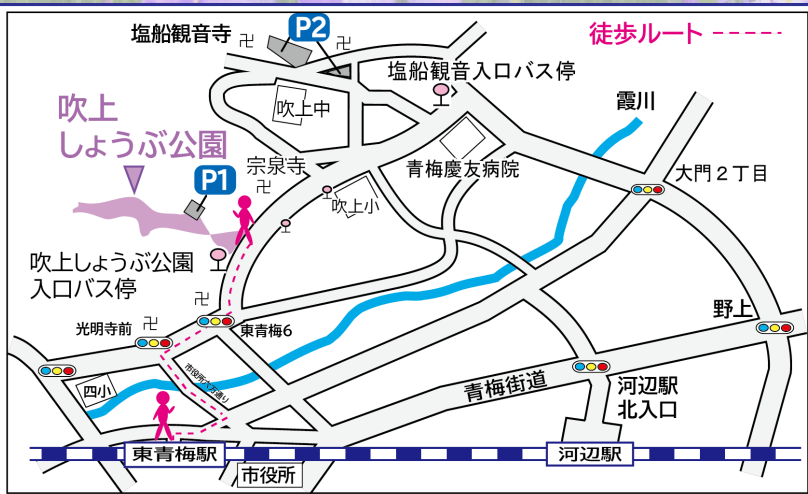 塩船観音寺
P2
徒歩ルート
塩船観音入口バス停
霞川
吹上中
吹上
しょうぶ公園
宗泉寺
青梅慶友病院
大門2丁目
P1
吹上小
吹上しょうぶ公園
入口バス停
野上
光明寺前
東青梅6
四小
市役所六万通り
青梅街道
河辺駅
北入口
東青梅駅
河辺駅
市役所